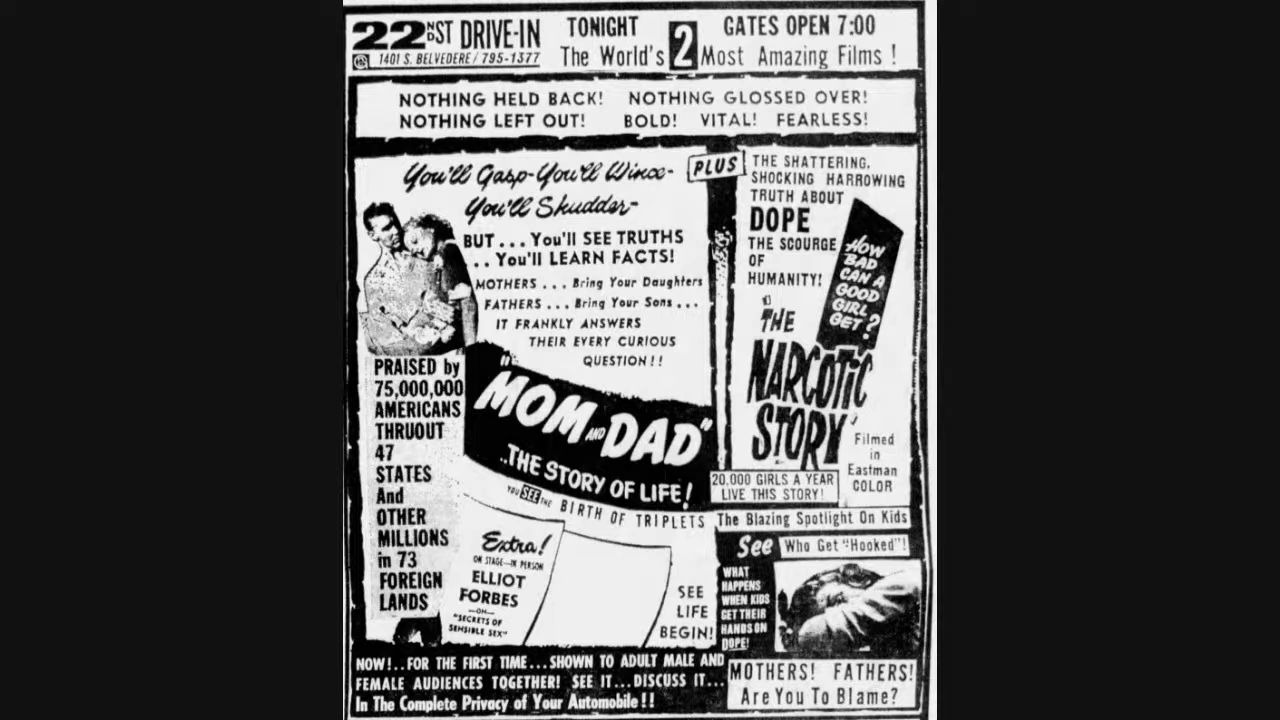 22ND ST DRIVE-IN
1401 S. BELVEDERE / 795-1377
TONIGHT
The World's 2 Most Amazing Films !
GATES OPEN 7:00
NOTHING HELD BACK! NOTHING GLOSSED OVER!
NOTHING LEFT OUT! BOLD! VITAL! FEARLESS!
You'll Gasp-You'll Wince-
You'll Shudder-
BUT... You'll SEE TRUTHS
.. You'll LEARN FACTS!
MOTHERS ... Bring Your Daughters
FATHERS ... Bring Your Sons ...
IT FRANKLY ANSWERS
THEIR EVERY CURIOUS
QUESTION!!
PRAISED by
75,000,000
AMERICANS
THRUOUT
47
STATES
And
OTHER
MILLIONS
in 73
FOREIGN
LANDS
"MOM AND DAD"
..THE STORY OF LIFE!
YOU SEE THE BIRTH OF TRIPLETS
Extra!
ON STAGE-IN PERSON
ELLIOT
FORBES
-ON-
"SECRETS OF
SENSIBLE SEX"
SEE
LIFE
BEGIN!
PLUS
THE SHATTERING,
SHOCKING HARROWING
TRUTH ABOUT
DOPE
THE SCOURGE
OF
HUMANITY!
HOW
BAD
CAN A
GOOD
GIRL
GET?
"THE
NARCOTIC
STORY"
Filmed
in
Eastman
COLOR
20,000 GIRLS A YEAR
LIVE THIS STORY!
The Blazing Spotlight On Kids
See Who Get "Hooked"!
WHAT
HAPPENS
WHEN KIDS
GET THEIR
HANDS ON
DOPE!
MOTHERS! FATHERS!
Are You To Blame?
NOW!..FOR THE FIRST TIME...SHOWN TO ADULT MALE AND
FEMALE AUDIENCES TOGETHER! SEE IT...DISCUSS IT...
In The Complete Privacy of Your Automobile!!